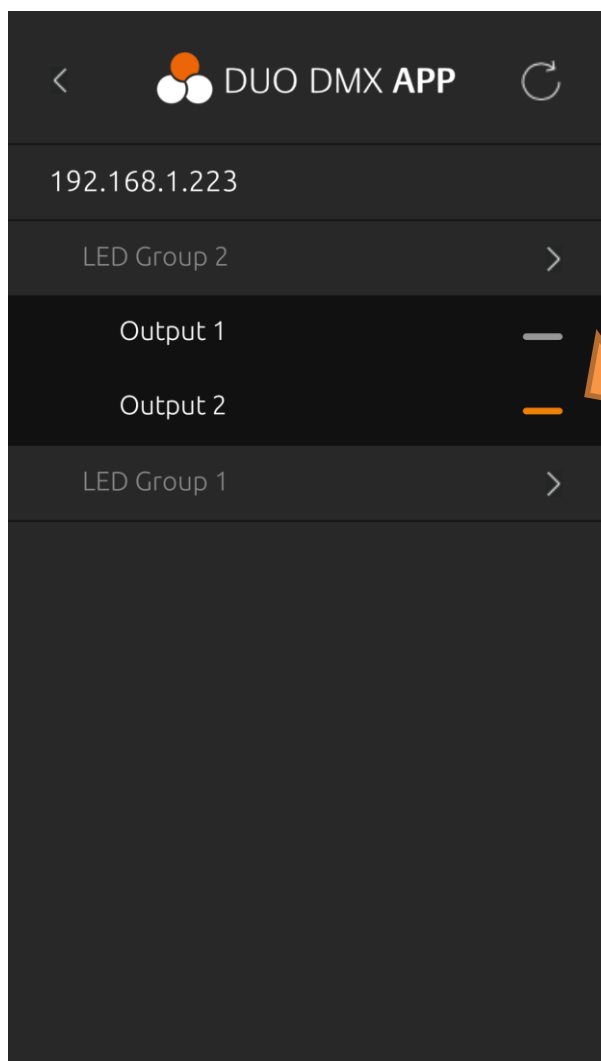 DUO DMX APP
192.168.1.223
LED Group 2
Output 1
Output 2
LED Group 1